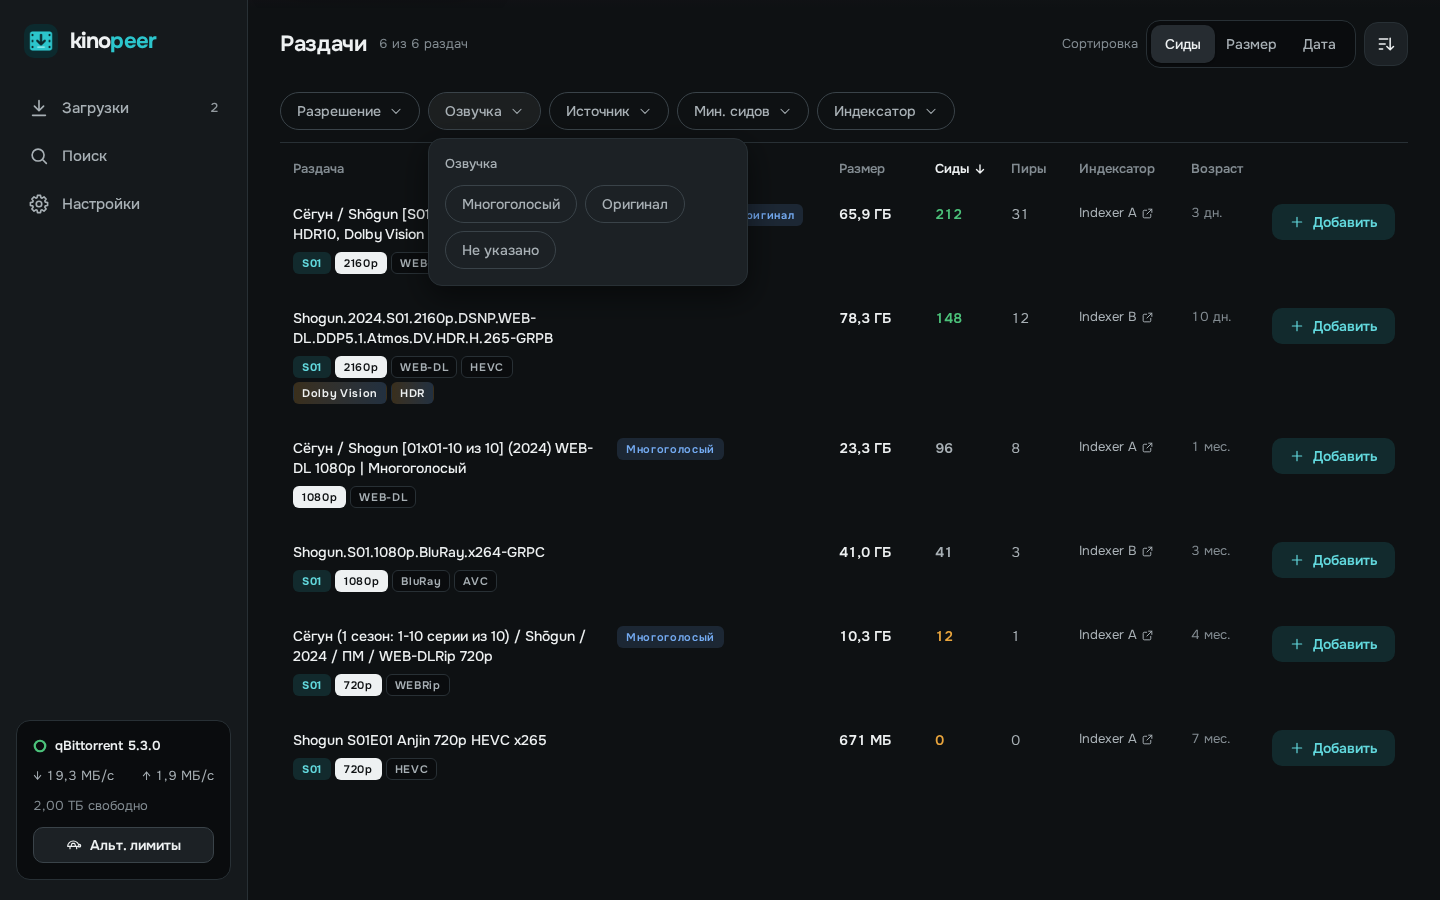 kinopeer
Загрузки 2
Поиск
Настройки
qBittorrent 5.3.0
↓ 19,3 МБ/с ↑ 1,9 МБ/с
2,00 ТБ свободно
Альт. лимиты
Раздачи 6 из 6 раздач
Сортировка Сиды Размер Дата
Разрешение Озвучка Источник Мин. сидов Индексатор
Озвучка
Многоголосый Оригинал
Не указано
Раздача Размер Сиды ↓ Пиры Индексатор Возраст
Сёгун / Shōgun [S01 65,9 ГБ 212 31 Indexer A 3 дн. + Добавить
HDR10, Dolby Vision
S01 2160p WEB
Shogun.2024.S01.2160p.DSNP.WEB- 78,3 ГБ 148 12 Indexer B 10 дн. + Добавить
DL.DDP5.1.Atmos.DV.HDR.H.265-GRPB
S01 2160p WEB-DL HEVC
Dolby Vision HDR
Сёгун / Shogun [01x01-10 из 10] (2024) WEB- Многоголосый 23,3 ГБ 96 8 Indexer A 1 мес. + Добавить
DL 1080p | Многоголосый
1080p WEB-DL
Shogun.S01.1080p.BluRay.x264-GRPC 41,0 ГБ 41 3 Indexer B 3 мес. + Добавить
S01 1080p BluRay AVC
Сёгун (1 сезон: 1-10 серии из 10) / Shōgun / Многоголосый 10,3 ГБ 12 1 Indexer A 4 мес. + Добавить
2024 / ПМ / WEB-DLRip 720p
S01 720p WEBRip
Shogun S01E01 Anjin 720p HEVC x265 671 МБ 0 0 Indexer A 7 мес. + Добавить
S01 720p HEVC